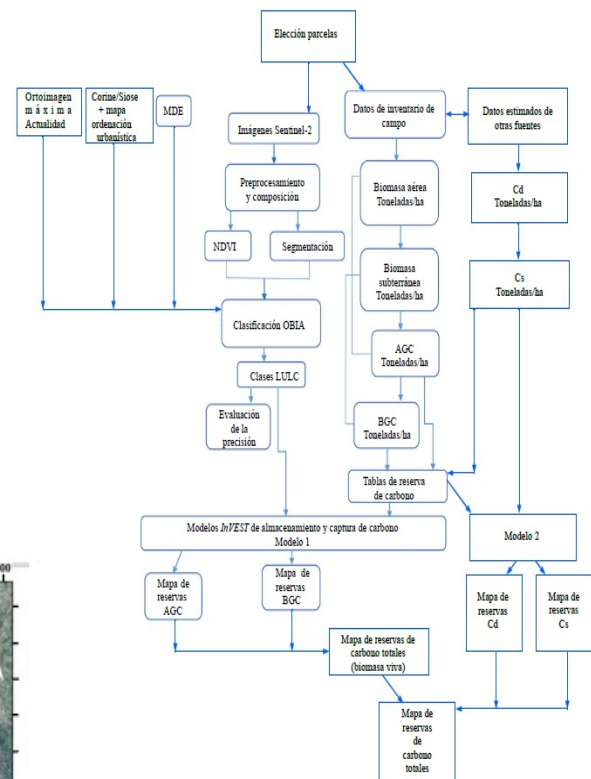 Elección parcelas
Ortoimagen
m á x i m a
Actualidad
Corine/Siose
+ mapa
ordenación
urbanística
MDE
Imágenes Sentinel-2
Datos de inventario de
campo
Datos estimados de
otras fuentes
Preprocesamiento
y composición
Biomasa aérea
Toneladas/ha
Cd
Toneladas/ha
NDVI
Segmentación
Biomasa
subterránea
Toneladas/ha
Cs
Toneladas/ha
Clasificación OBIA
AGC
Toneladas/ha
Clases LULC
Evaluación
de la
precisión
BGC
Toneladas/ha
Tablas de reserva
de carbono
Modelos InVEST de almacenamiento y captura de carbono
Modelo 1
Modelo 2
Mapa de
reservas
AGC
Mapa de
reservas
BGC
Mapa de
reservas
Cd
Mapa de
reservas
Cs
Mapa de reservas de
carbono totales
(biomasa viva)
Mapa de
reservas
de
carbono
totales